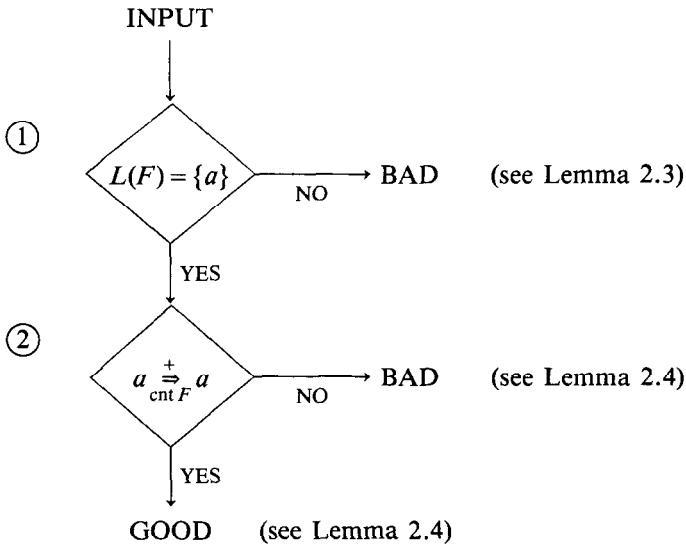 INPUT
①
L(F) = {a}
NO
BAD (see Lemma 2.3)
YES
②
a +⇒cnt F a
NO
BAD (see Lemma 2.4)
YES
GOOD (see Lemma 2.4)